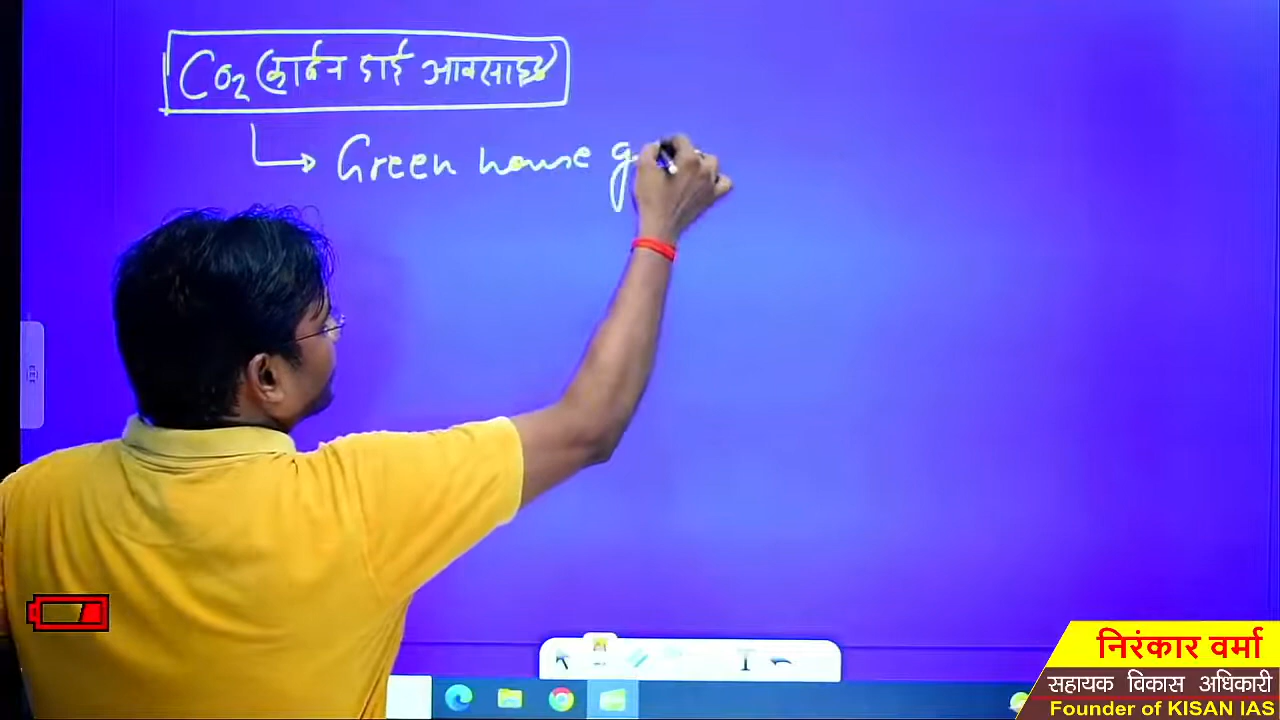 CO2 (कार्बन डाई आक्साइड)
Green house g
निरंकार वर्मा
सहायक विकास अधिकारी
Founder of KISAN IAS